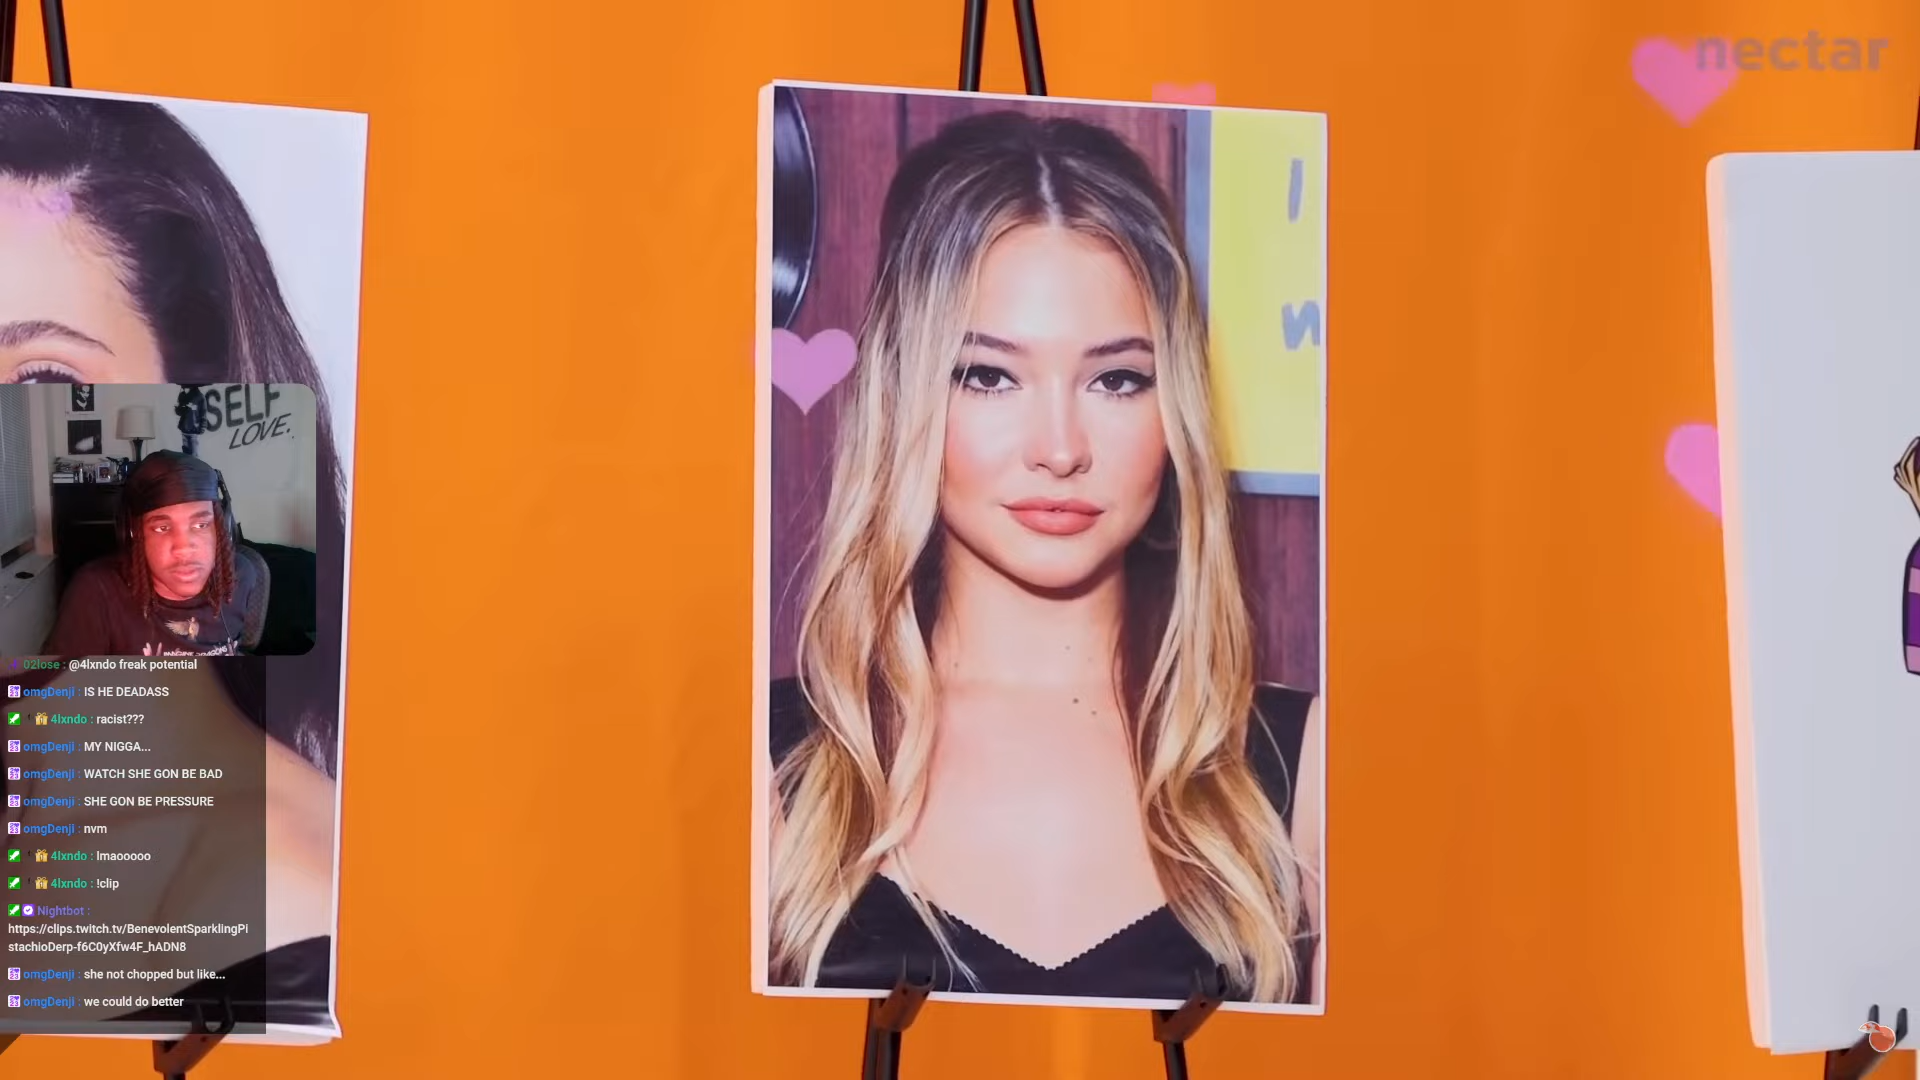 nectar
I
n
SELF
LOVE.
02lose : @4lxndo freak potential
omgDenji : IS HE DEADASS
4lxndo : racist???
omgDenji : MY NIGGA...
omgDenji : WATCH SHE GON BE BAD
omgDenji : SHE GON BE PRESSURE
omgDenji : nvm
4lxndo : lmaooooo
4lxndo : !clip
Nightbot :
https://clips.twitch.tv/BenevolentSparklingPi
stachioDerp-f6C0yXfw4F_hADN8
omgDenji : she not chopped but like...
omgDenji : we could do better